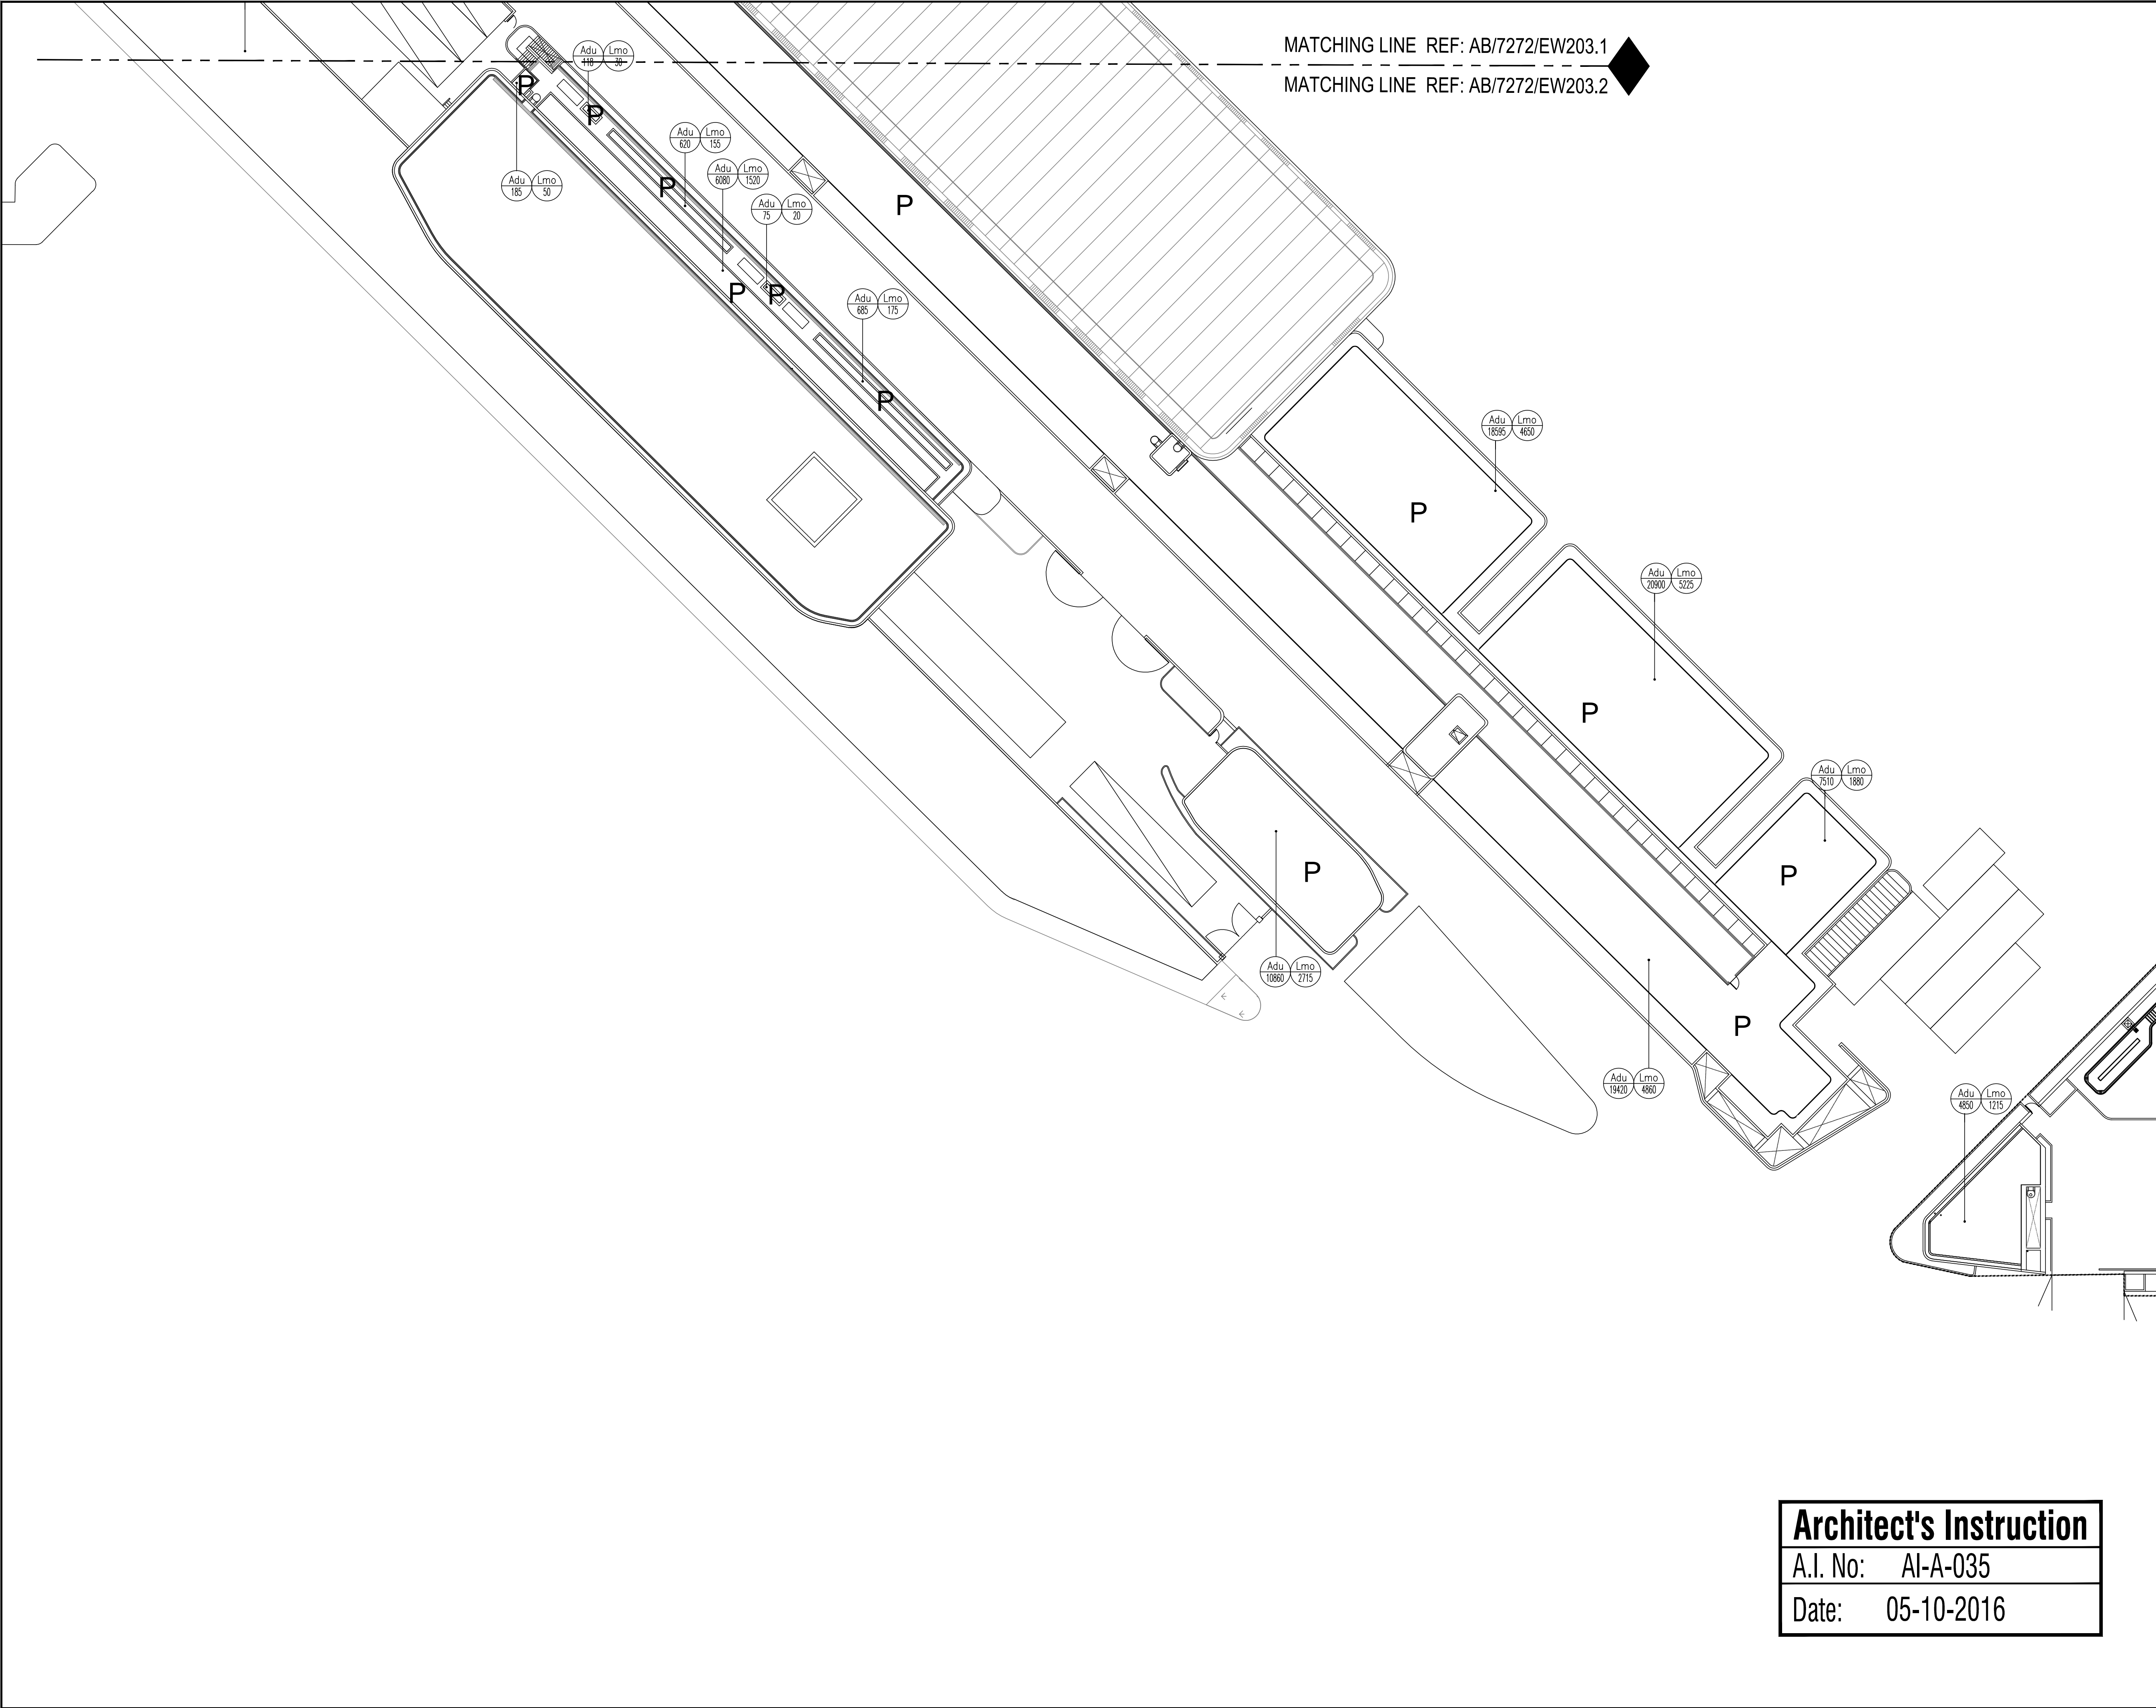 MATCHING LINE REF: AB/7272/EW203.1
MATCHING LINE REF: AB/7272/EW203.2
Adu Lmo
118 30
P
P
Adu Lmo
620 155
Adu Lmo
6080 1520
Adu Lmo
185 50
P
Adu Lmo
75 20
P
P
P
Adu Lmo
685 175
P
Adu Lmo
18595 4650
P
Adu Lmo
20900 5225
P
Adu Lmo
7510 1880
P
P
Adu Lmo
10860 2715
P
Adu Lmo
19420 4860
Adu Lmo
4850 1215
Architect's Instruction
A.I. No: AI-A-035
Date: 05-10-2016